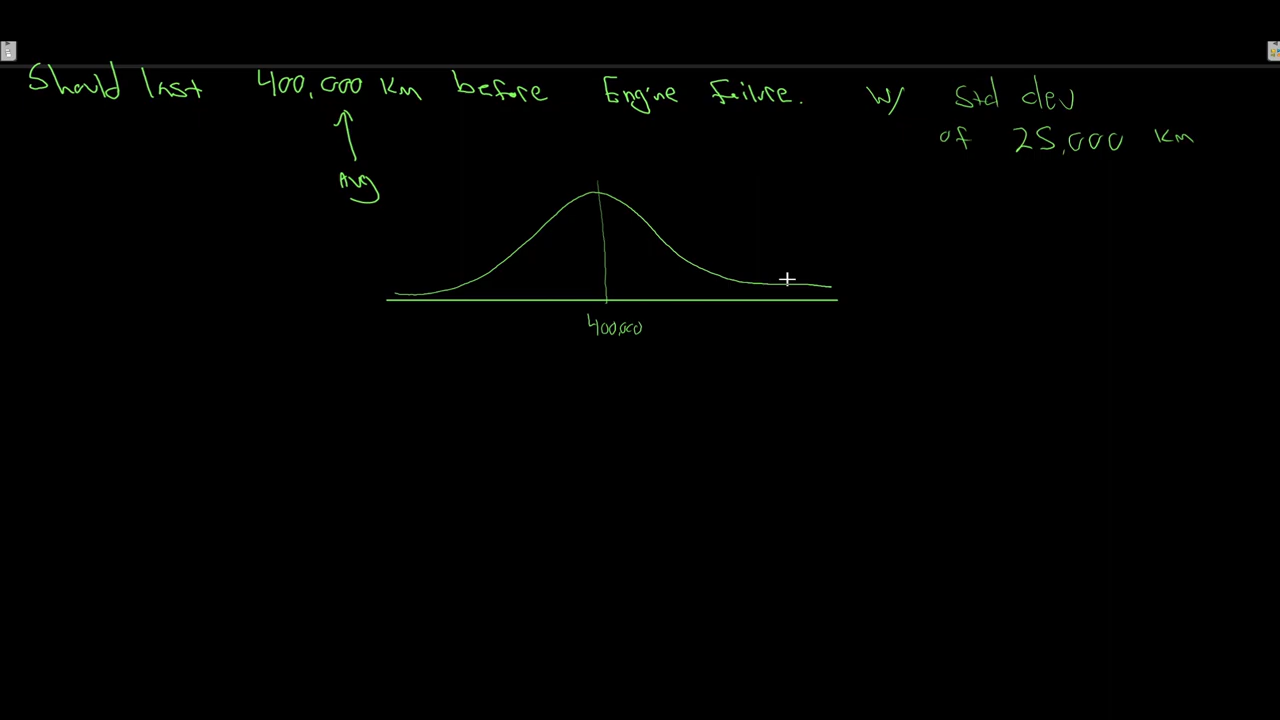 Should last 400,000 Km before Engine Failure. W/ Std dev
of 25,000 Km
Avg
400,000